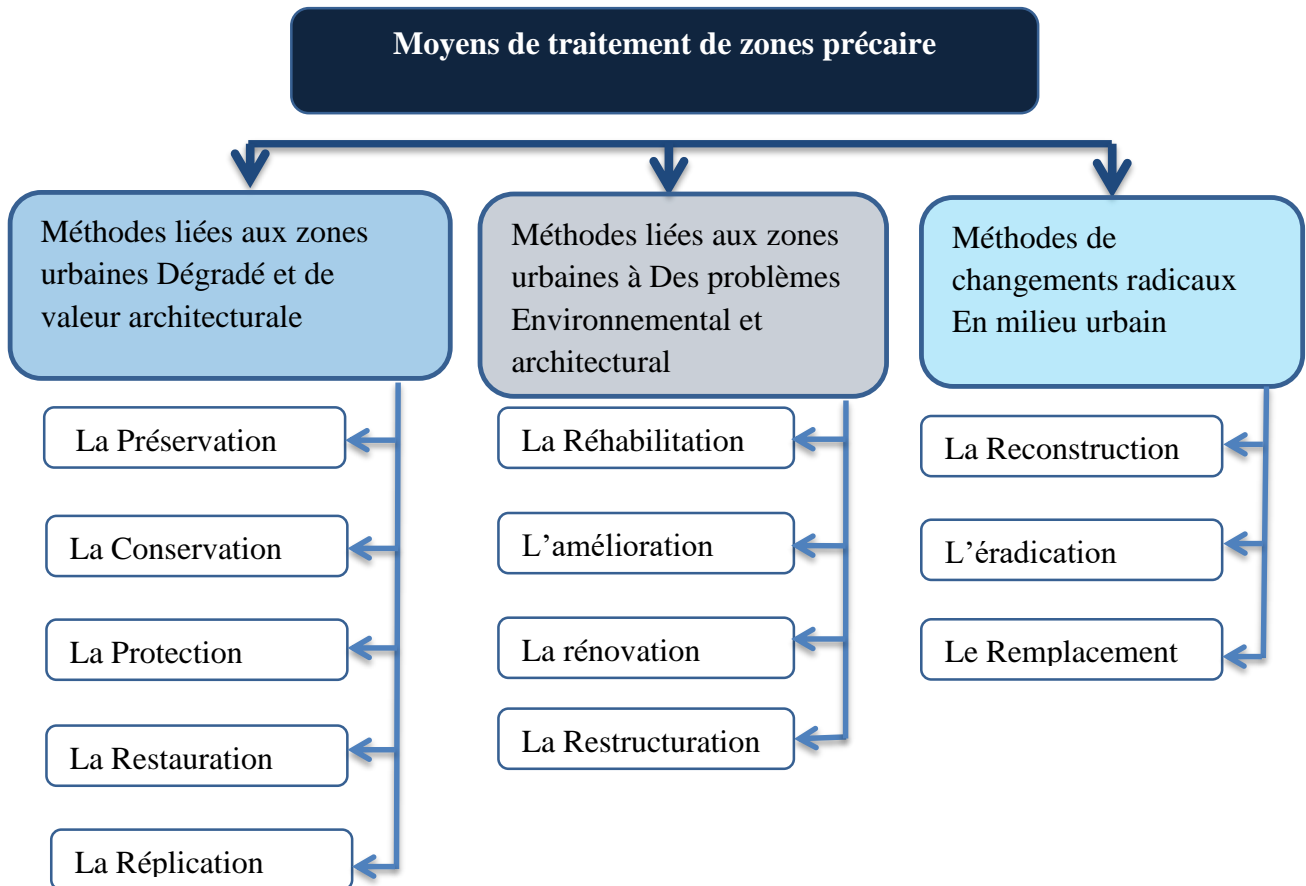 Moyens de traitement de zones précaire
Méthodes liées aux zones
urbaines Dégradé et de
valeur architecturale
La Préservation
La Conservation
La Protection
La Restauration
La Réplication
Méthodes liées aux zones
urbaines à Des problèmes
Environnemental et
architectural
La Réhabilitation
L’amélioration
La rénovation
La Restructuration
Méthodes de
changements radicaux
En milieu urbain
La Reconstruction
L’éradication
Le Remplacement